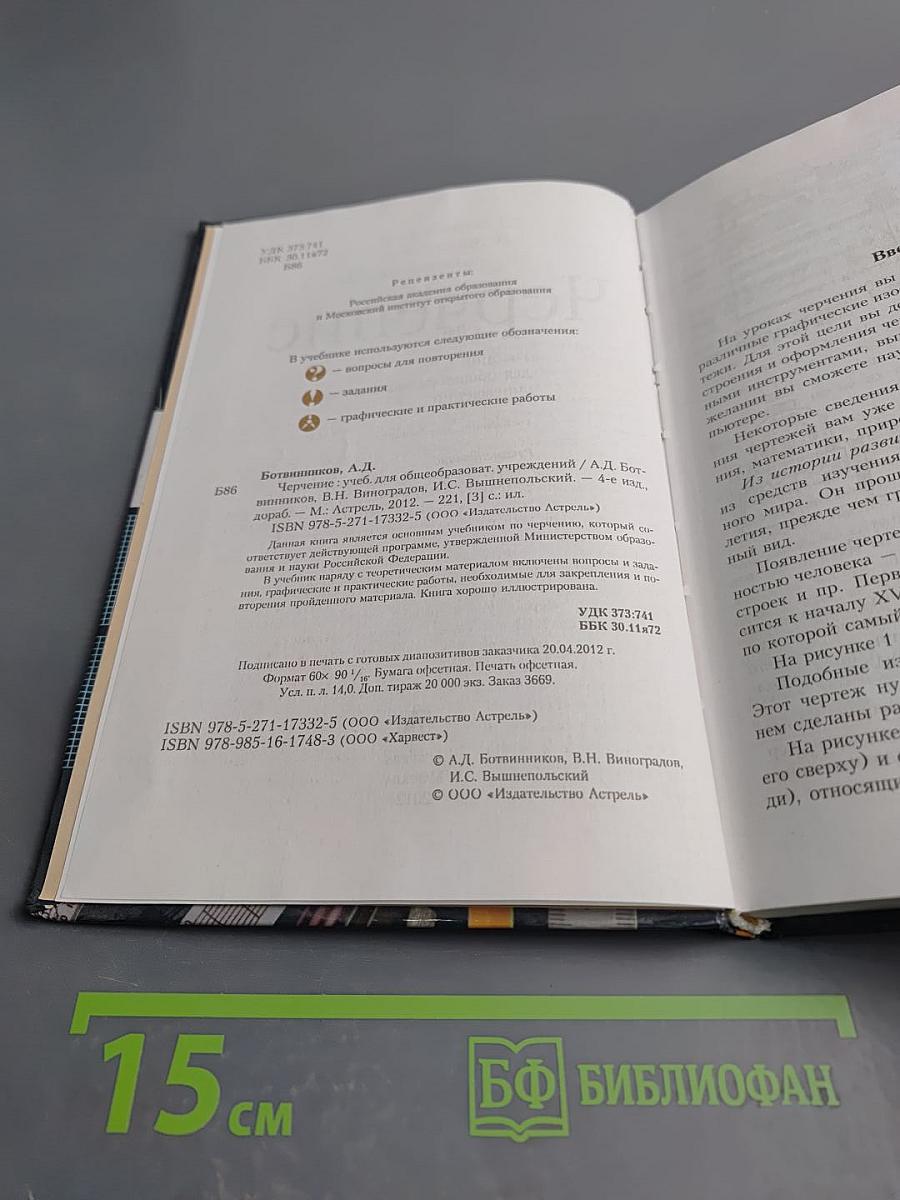 УДК 373:741
ББК 30.11я72
Б86
Рецензенты:
Российская академия образования
и Московский институт открытого образования
В учебнике используются следующие обозначения:
— вопросы для повторения
— задания
— графические и практические работы
Ботвинников, А.Д.
Б86 Черчение : учеб. для общеобразоват. учреждений / А.Д. Бот-
винников, В.Н. Виноградов, И.С. Вышнепольский. — 4-е изд.,
дораб. — М.: Астрель, 2012. — 221, [3] с.: ил.
ISBN 978-5-271-17332-5 (ООО «Издательство Астрель»)
Данная книга является основным учебником по черчению, который со-
ответствует действующей программе, утвержденной Министерством образо-
вания и науки Российской Федерации.
В учебник наряду с теоретическим материалом включены вопросы и зада-
ния, графические и практические работы, необходимые для закрепления и по-
вторения пройденного материала. Книга хорошо иллюстрирована.
УДК 373:741
ББК 30.11я72
Подписано в печать с готовых диапозитивов заказчика 20.04.2012 г.
Формат 60× 90 1/16. Бумага офсетная. Печать офсетная.
Усл. п. л. 14,0. Доп. тираж 20 000 экз. Заказ 3669.
ISBN 978-5-271-17332-5 (ООО «Издательство Астрель»)
ISBN 978-985-16-1748-3 (ООО «Харвест»)
© А.Д. Ботвинников, В.Н. Виноградов,
И.С. Вышнепольский
© ООО «Издательство Астрель»
Вве
На уроках черчения вы
различные графические изо
тежи. Для этой цели вы до
строения и оформления че
ными инструментами, вы
желании вы сможете нау
пьютере.
Некоторые сведения
ния чертежей вам уже
ния, математики, приро
Из истории разви
из средств изучения
ного мира. Он прош
летия, прежде чем гр
ный вид.
Появление черте
ностью человека —
строек и пр. Перв
сится к началу XV
по которой самый
На рисунке 1
Подобные из
Этот чертеж ну
нем сделаны ра
На рисунке
его сверху) и с
ди), относящи
15 см
БФ БИБЛИОФАН